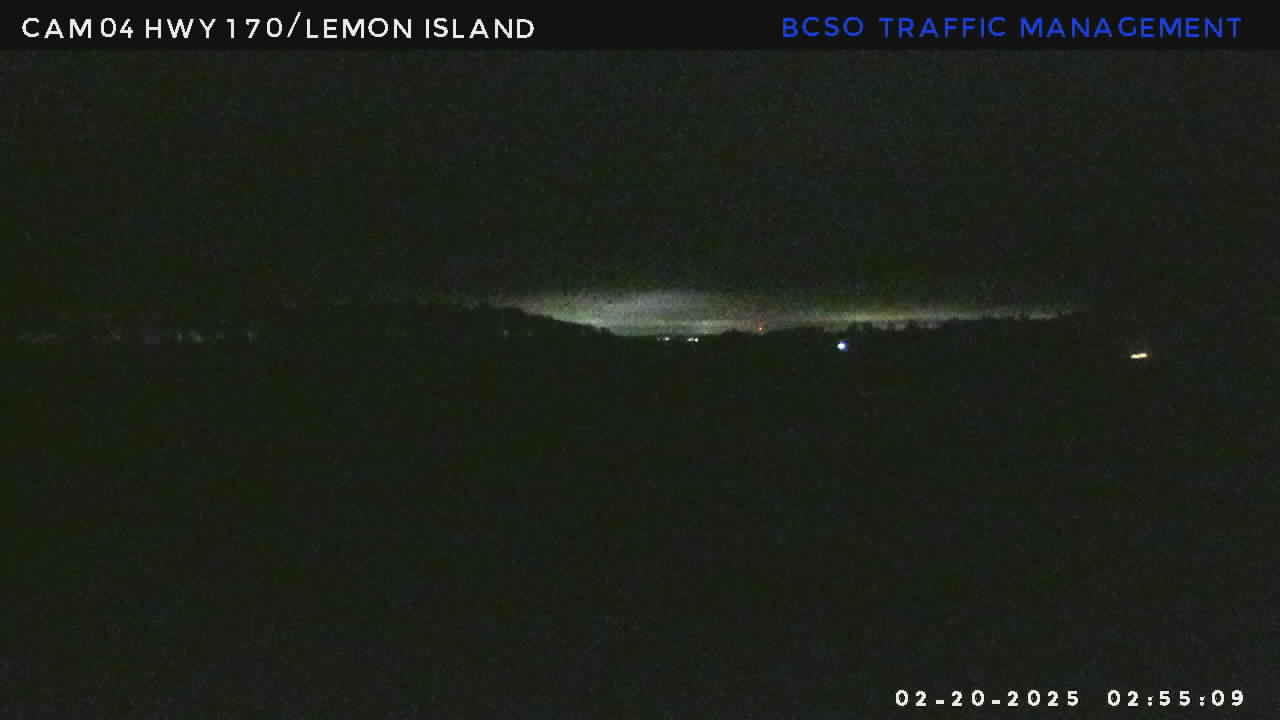 CAM04 HWY 170/LEMON ISLAND
BCSO TRAFFIC MANAGEMENT
02-20-2025 02:55:09